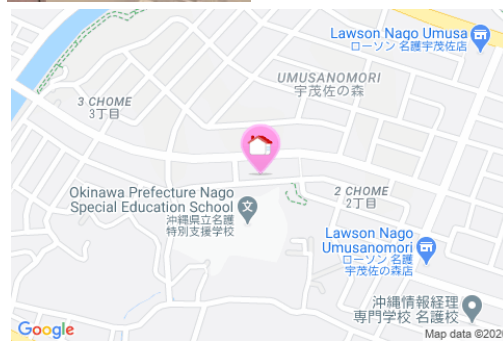 Lawson Nago Umusa
ローソン 名護宇茂佐店
UMUSANOMORI
宇茂佐の森
3 CHOME
3丁目
Okinawa Prefecture Nago
Special Education School
沖縄県立名護
特別支援学校
2 CHOME
2丁目
Lawson Nago
Umusanomori
ローソン 名護
宇茂佐の森店
沖縄情報経理
専門学校 名護校
Google
Map data ©2020